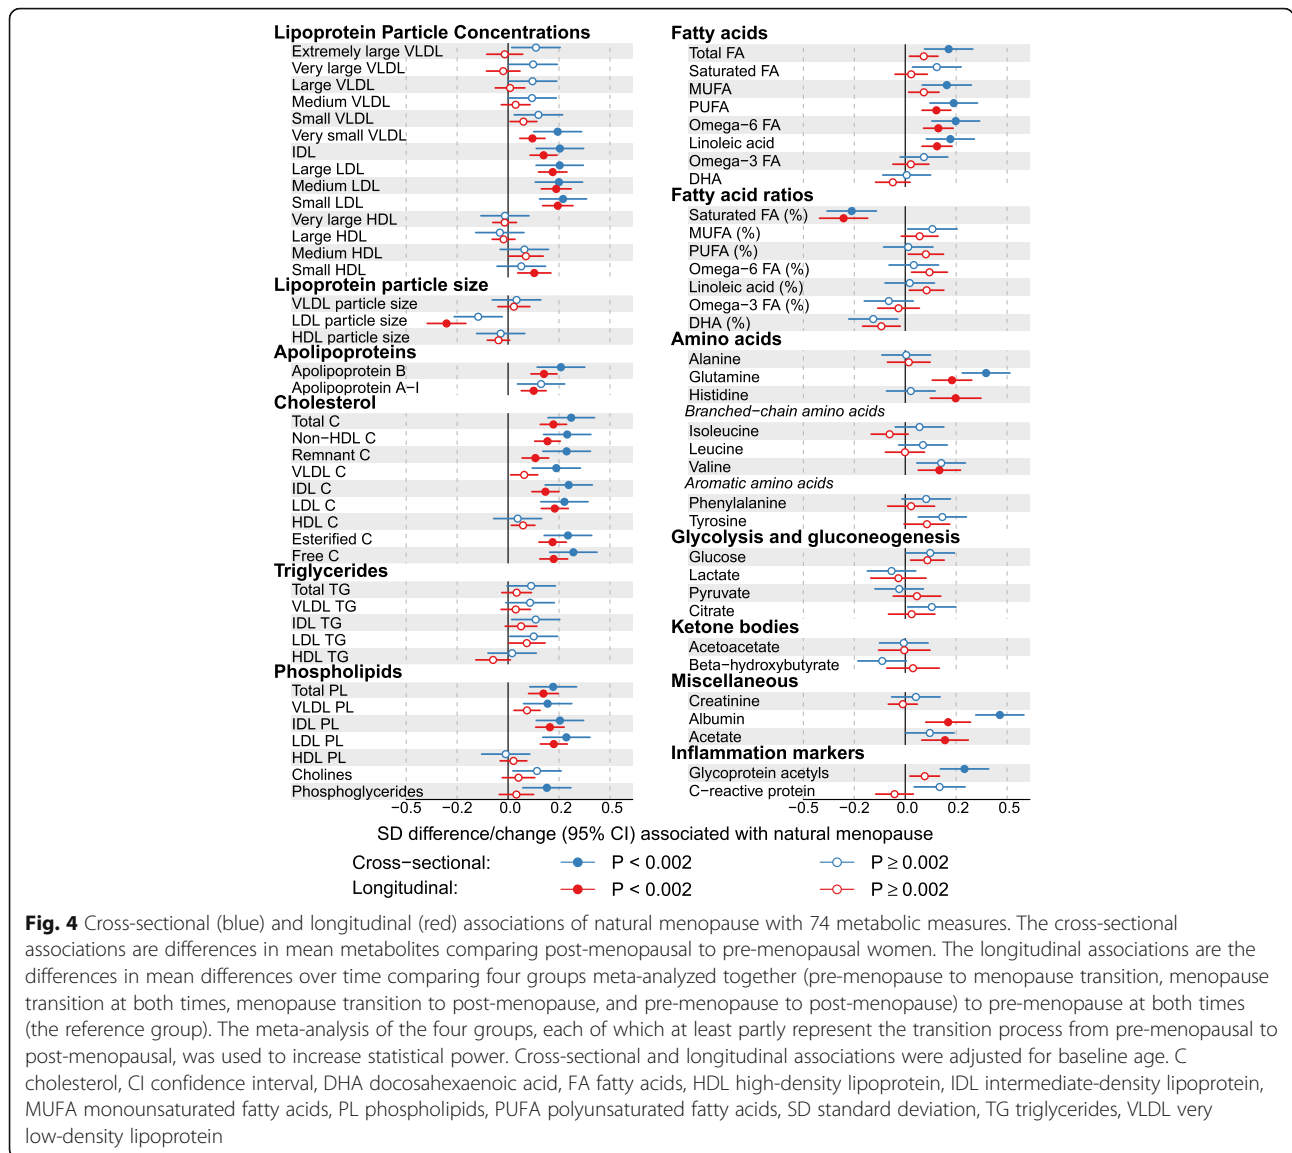 Lipoprotein Particle Concentrations
Extremely large VLDL
Very large VLDL
Large VLDL
Medium VLDL
Small VLDL
Very small VLDL
IDL
Large LDL
Medium LDL
Small LDL
Very large HDL
Large HDL
Medium HDL
Small HDL
Lipoprotein particle size
VLDL particle size
LDL particle size
HDL particle size
Apolipoproteins
Apolipoprotein B
Apolipoprotein A−I
Cholesterol
Total C
Non−HDL C
Remnant C
VLDL C
IDL C
LDL C
HDL C
Esterified C
Free C
Triglycerides
Total TG
VLDL TG
IDL TG
LDL TG
HDL TG
Phospholipids
Total PL
VLDL PL
IDL PL
LDL PL
HDL PL
Cholines
Phosphoglycerides
−0.5 −0.2 0.0 0.2 0.5
Fatty acids
Total FA
Saturated FA
MUFA
PUFA
Omega−6 FA
Linoleic acid
Omega−3 FA
DHA
Fatty acid ratios
Saturated FA (%)
MUFA (%)
PUFA (%)
Omega−6 FA (%)
Linoleic acid (%)
Omega−3 FA (%)
DHA (%)
Amino acids
Alanine
Glutamine
Histidine
Branched−chain amino acids
Isoleucine
Leucine
Valine
Aromatic amino acids
Phenylalanine
Tyrosine
Glycolysis and gluconeogenesis
Glucose
Lactate
Pyruvate
Citrate
Ketone bodies
Acetoacetate
Beta−hydroxybutyrate
Miscellaneous
Creatinine
Albumin
Acetate
Inflammation markers
Glycoprotein acetyls
C−reactive protein
−0.5 −0.2 0.0 0.2 0.5
SD difference/change (95% CI) associated with natural menopause
Cross−sectional: P < 0.002 P ≥ 0.002
Longitudinal: P < 0.002 P ≥ 0.002
Fig. 4 Cross-sectional (blue) and longitudinal (red) associations of natural menopause with 74 metabolic measures. The cross-sectional
associations are differences in mean metabolites comparing post-menopausal to pre-menopausal women. The longitudinal associations are the
differences in mean differences over time comparing four groups meta-analyzed together (pre-menopause to menopause transition, menopause
transition at both times, menopause transition to post-menopause, and pre-menopause to post-menopause) to pre-menopause at both times
(the reference group). The meta-analysis of the four groups, each of which at least partly represent the transition process from pre-menopausal to
post-menopausal, was used to increase statistical power. Cross-sectional and longitudinal associations were adjusted for baseline age. C
cholesterol, CI confidence interval, DHA docosahexaenoic acid, FA fatty acids, HDL high-density lipoprotein, IDL intermediate-density lipoprotein,
MUFA monounsaturated fatty acids, PL phospholipids, PUFA polyunsaturated fatty acids, SD standard deviation, TG triglycerides, VLDL very
low-density lipoprotein